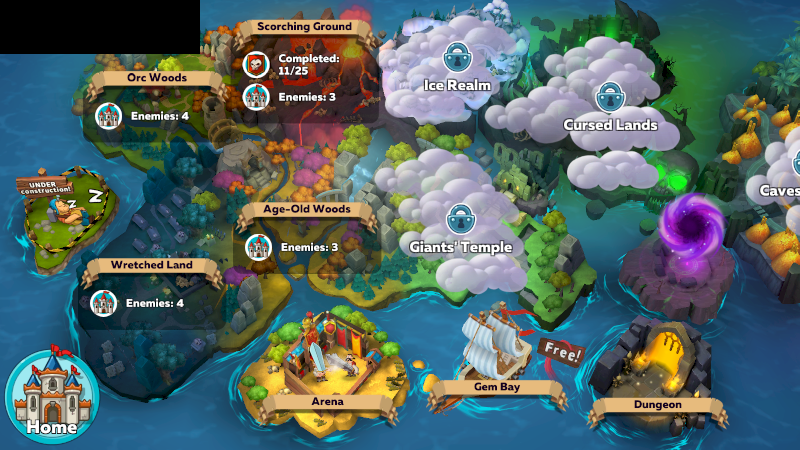 Scorching Ground
Completed:
11/25
Enemies: 3
Orc Woods
Enemies: 4
Ice Realm
Cursed Lands
UNDER
construction!
Z
Z
Caves
Age-Old Woods
Enemies: 3
Giants' Temple
Wretched Land
Enemies: 4
Free!
Home
Arena
Gem Bay
Dungeon